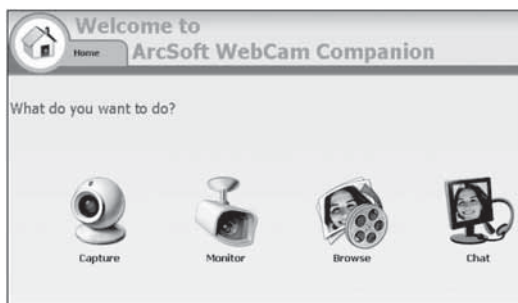 Welcome to
Home
ArcSoft WebCam Companion
What do you want to do?
Capture
Monitor
Browse
Chat